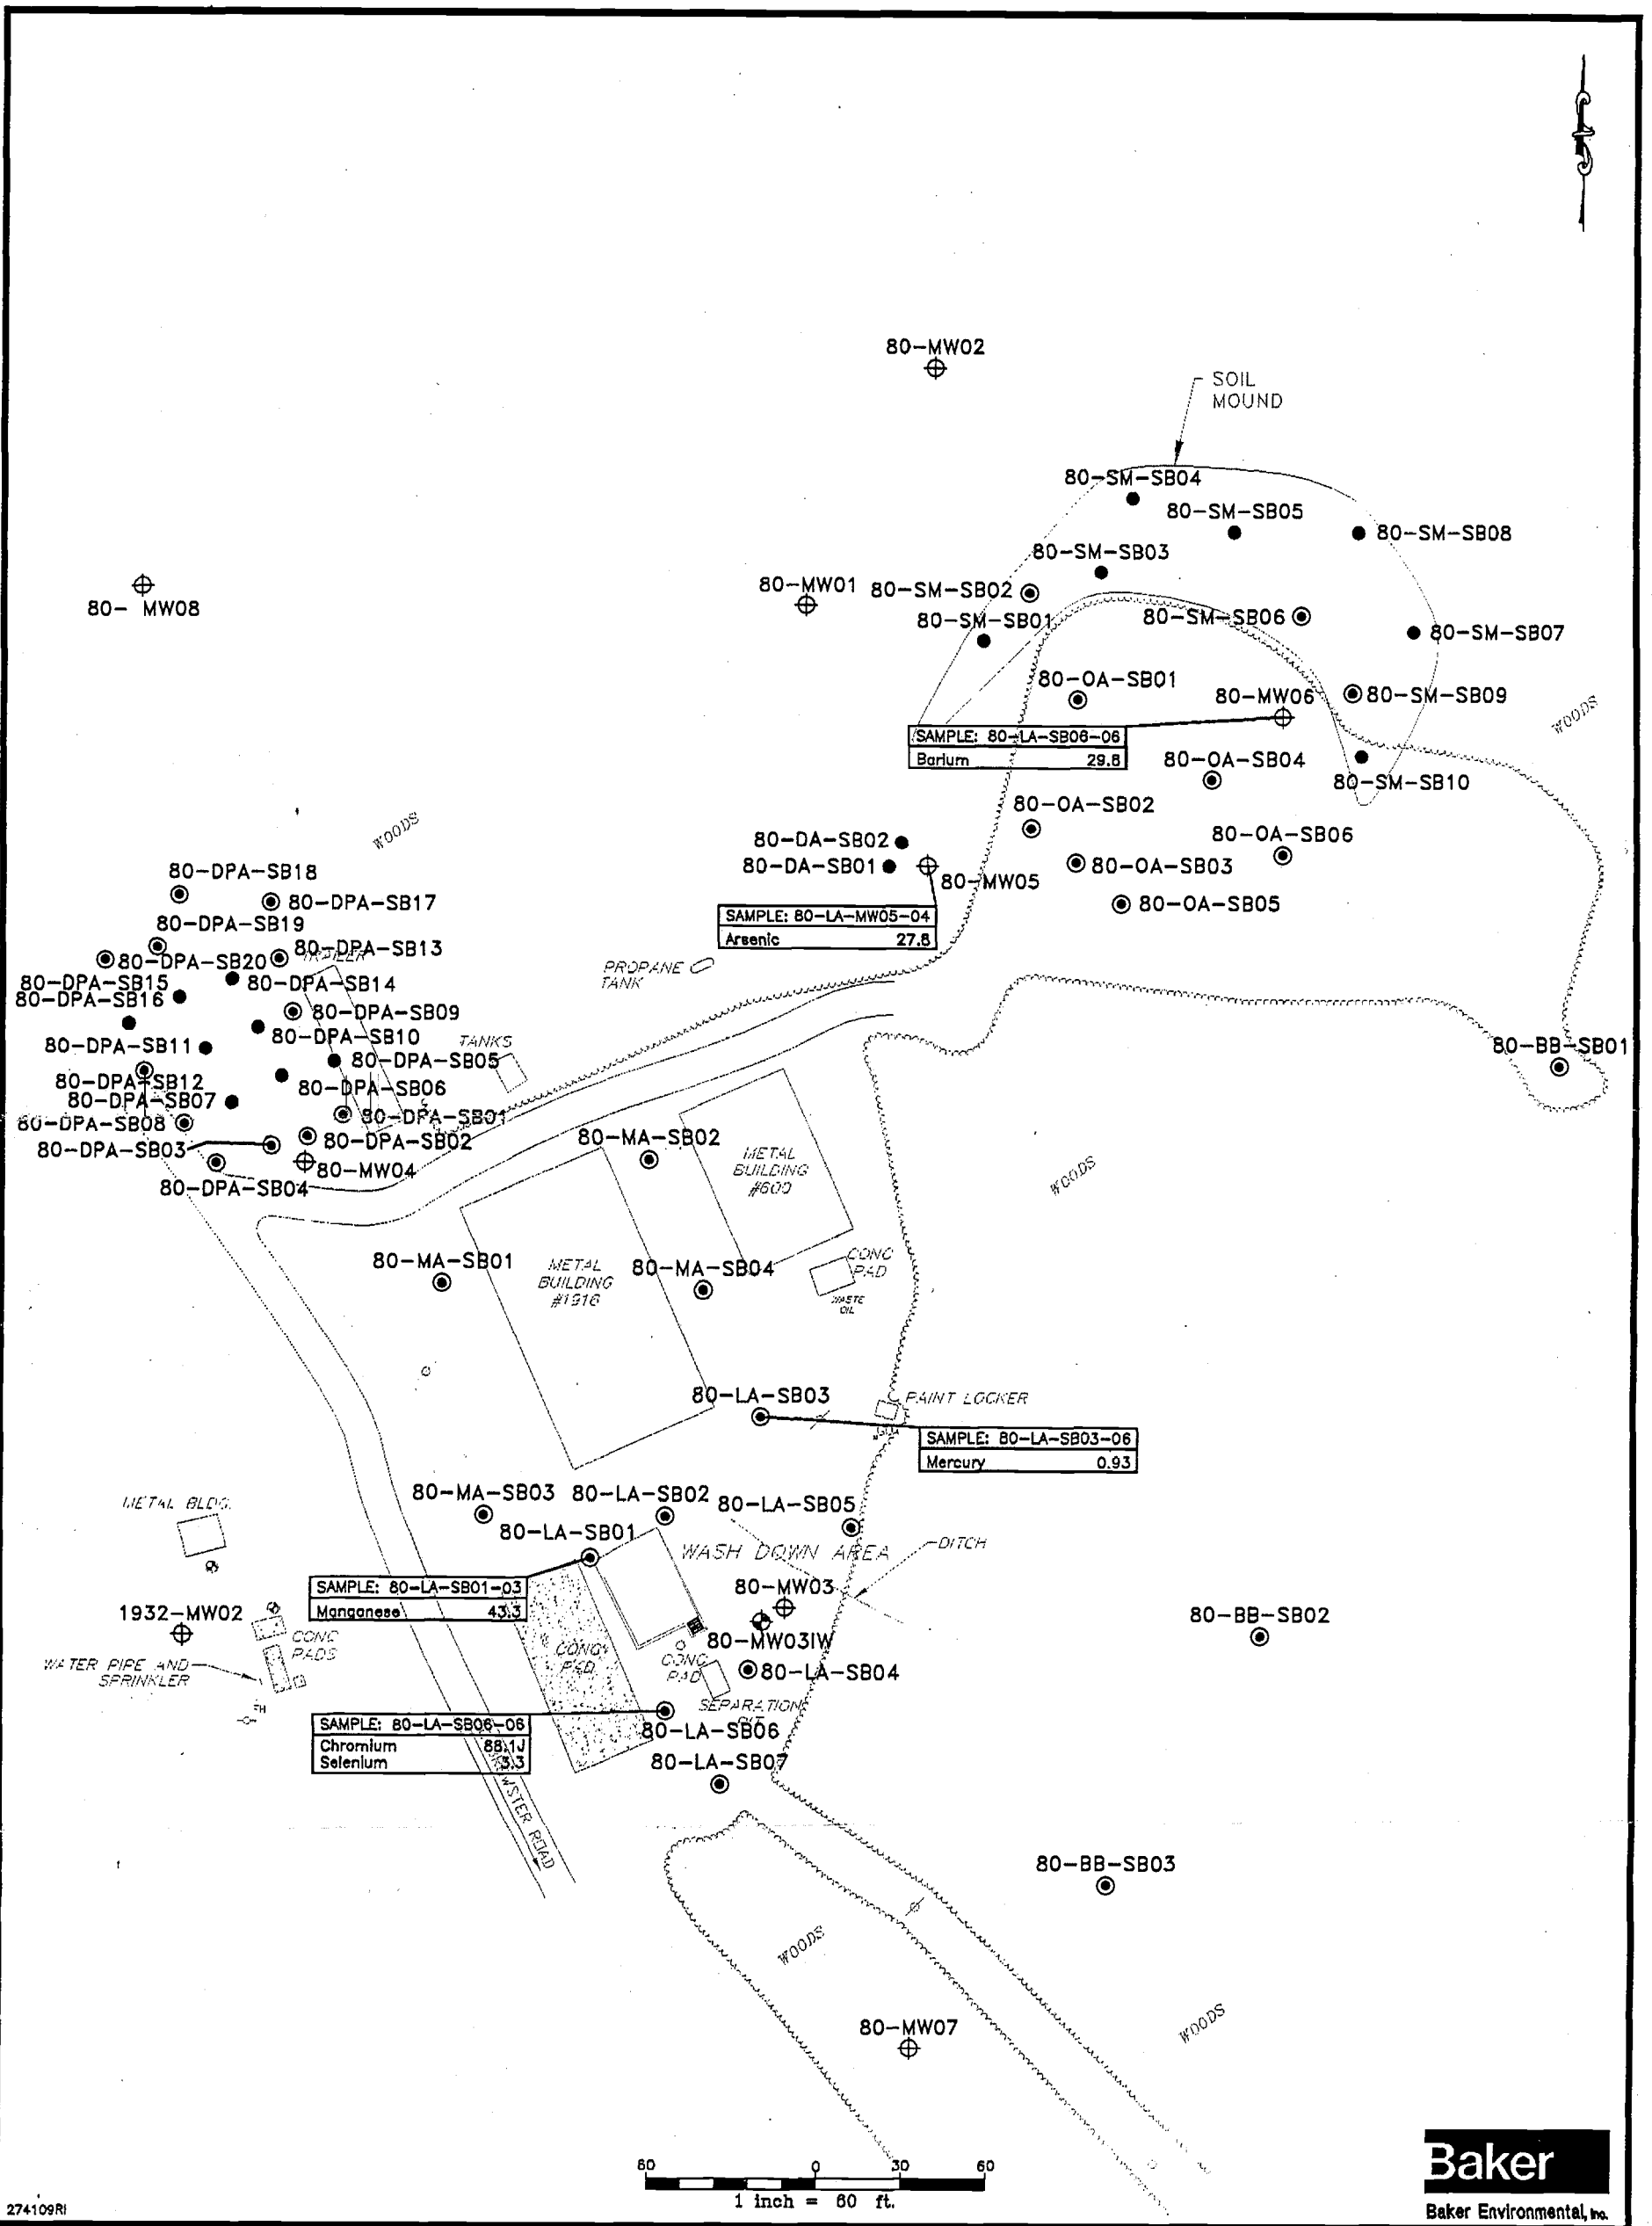 80-MW02
SOIL
MOUND
80-SM-SB04
80-SM-SB05
80-SM-SB08
80-SM-SB03
80-MW01
80-SM-SB02
80- MW08
80-SM-SB01
80-SM-SB06
80-SM-SB07
80-OA-SB01
80-MW06
80-SM-SB09
WOODS
SAMPLE: 80-LA-SB06-06
Barium 29.8
80-OA-SB04
80-SM-SB10
80-OA-SB02
WOODS
80-DA-SB02
80-OA-SB06
80-DA-SB01
80-MW05
80-OA-SB03
80-DPA-SB18
80-DPA-SB17
80-OA-SB05
SAMPLE: 80-LA-MW05-04
Arsenic 27.8
80-DPA-SB19
80-DPA-SB13
80-DPA-SB20
TRAILER
PROPANE
TANK
80-DPA-SB15
80-DPA-SB14
80-DPA-SB16
80-DPA-SB09
80-DPA-SB10
TANKS
80-DPA-SB11
80-DPA-SB05
80-BB-SB01
80-DPA-SB12
80-DPA-SB06
80-DPA-SB07
80-DPA-SB01
80-DPA-SB08
80-DPA-SB02
80-MA-SB02
80-DPA-SB03
80-MW04
METAL
BUILDING
#600
WOODS
80-DPA-SB04
80-MA-SB01
METAL
BUILDING
#1916
80-MA-SB04
CONC
PAD
WASTE
OIL
80-LA-SB03
PAINT LOCKER
SAMPLE: 80-LA-SB03-06
Mercury 0.93
METAL BLDG.
80-MA-SB03
80-LA-SB02
80-LA-SB05
80-LA-SB01
WASH DOWN AREA
DITCH
SAMPLE: 80-LA-SB01-03
Manganese 43.3
80-MW03
1932-MW02
80-BB-SB02
CONC
PADS
80-MW03IW
WATER PIPE AND
SPRINKLER
CONC
PAD
CONC
PAD
80-LA-SB04
FH
SEPARATION
SAMPLE: 80-LA-SB06-06
Chromium 88.1J
Selenium 3.3
80-LA-SB06
80-LA-SB07
BREWSTER ROAD
80-BB-SB03
WOODS
WOODS
80-MW07
60 0 30 60
1 inch = 60 ft.
Baker
Baker Environmental, Inc.
274109RI